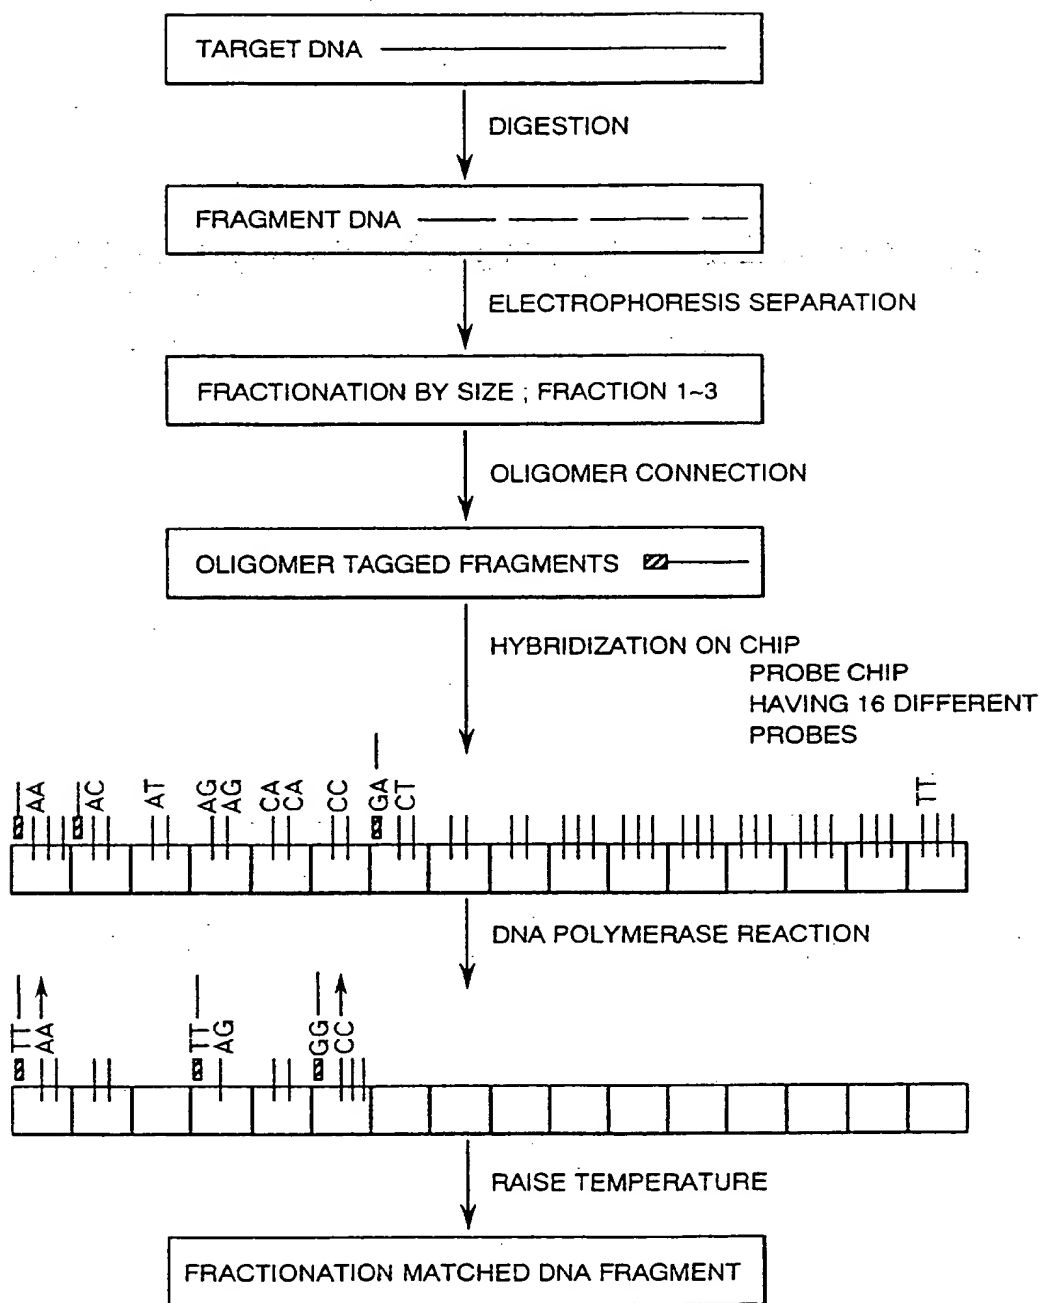 TARGET DNA
DIGESTION
FRAGMENT DNA
ELECTROPHORESIS SEPARATION
FRACTIONATION BY SIZE ; FRACTION 1~3
OLIGOMER CONNECTION
OLIGOMER TAGGED FRAGMENTS
HYBRIDIZATION ON CHIP
PROBE CHIP
HAVING 16 DIFFERENT
PROBES
AA AC AT AG AG CA CA CC GA CT TT
DNA POLYMERASE REACTION
TT AA TT AG GG CC
RAISE TEMPERATURE
FRACTIONATION MATCHED DNA FRAGMENT